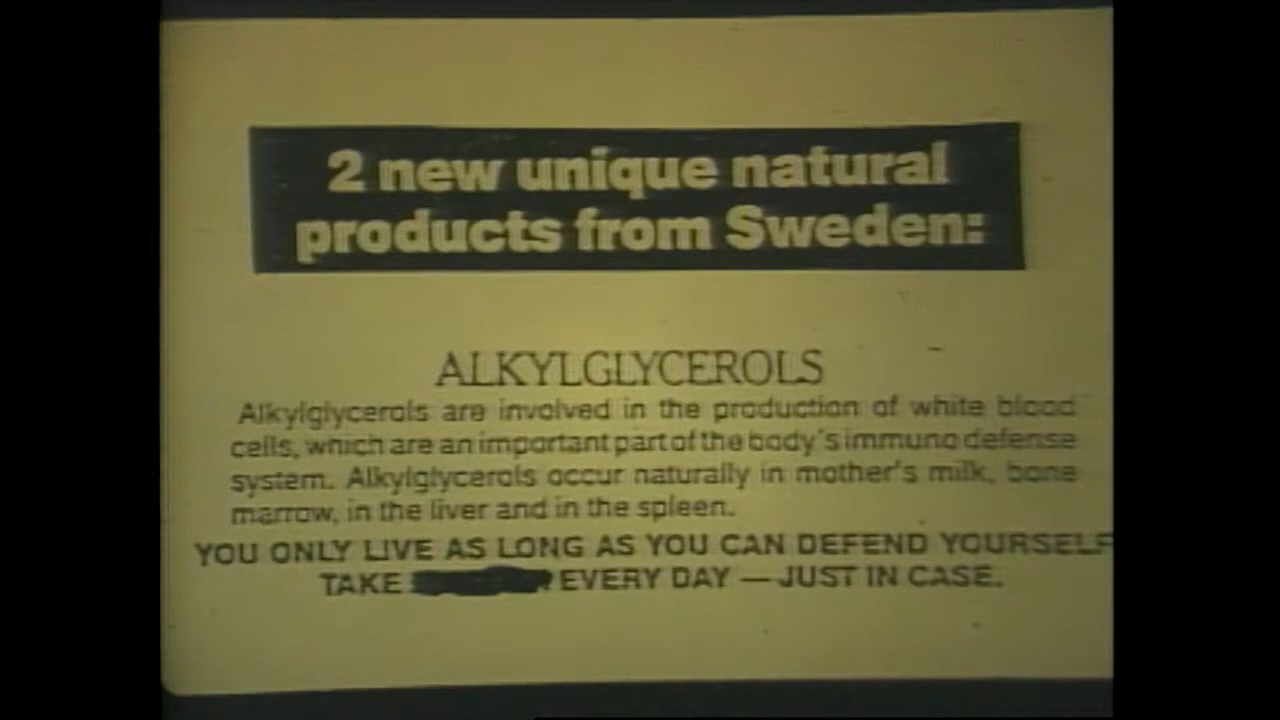 2 new unique natural
products from Sweden:
ALKYLGLYCEROLS
Alkylglycerols are involved in the production of white blood
cells, which are an important part of the body's immuno defense
system. Alkylglycerols occur naturally in mother's milk, bone
marrow, in the liver and in the spleen.
YOU ONLY LIVE AS LONG AS YOU CAN DEFEND YOURSELF
TAKE EVERY DAY — JUST IN CASE.